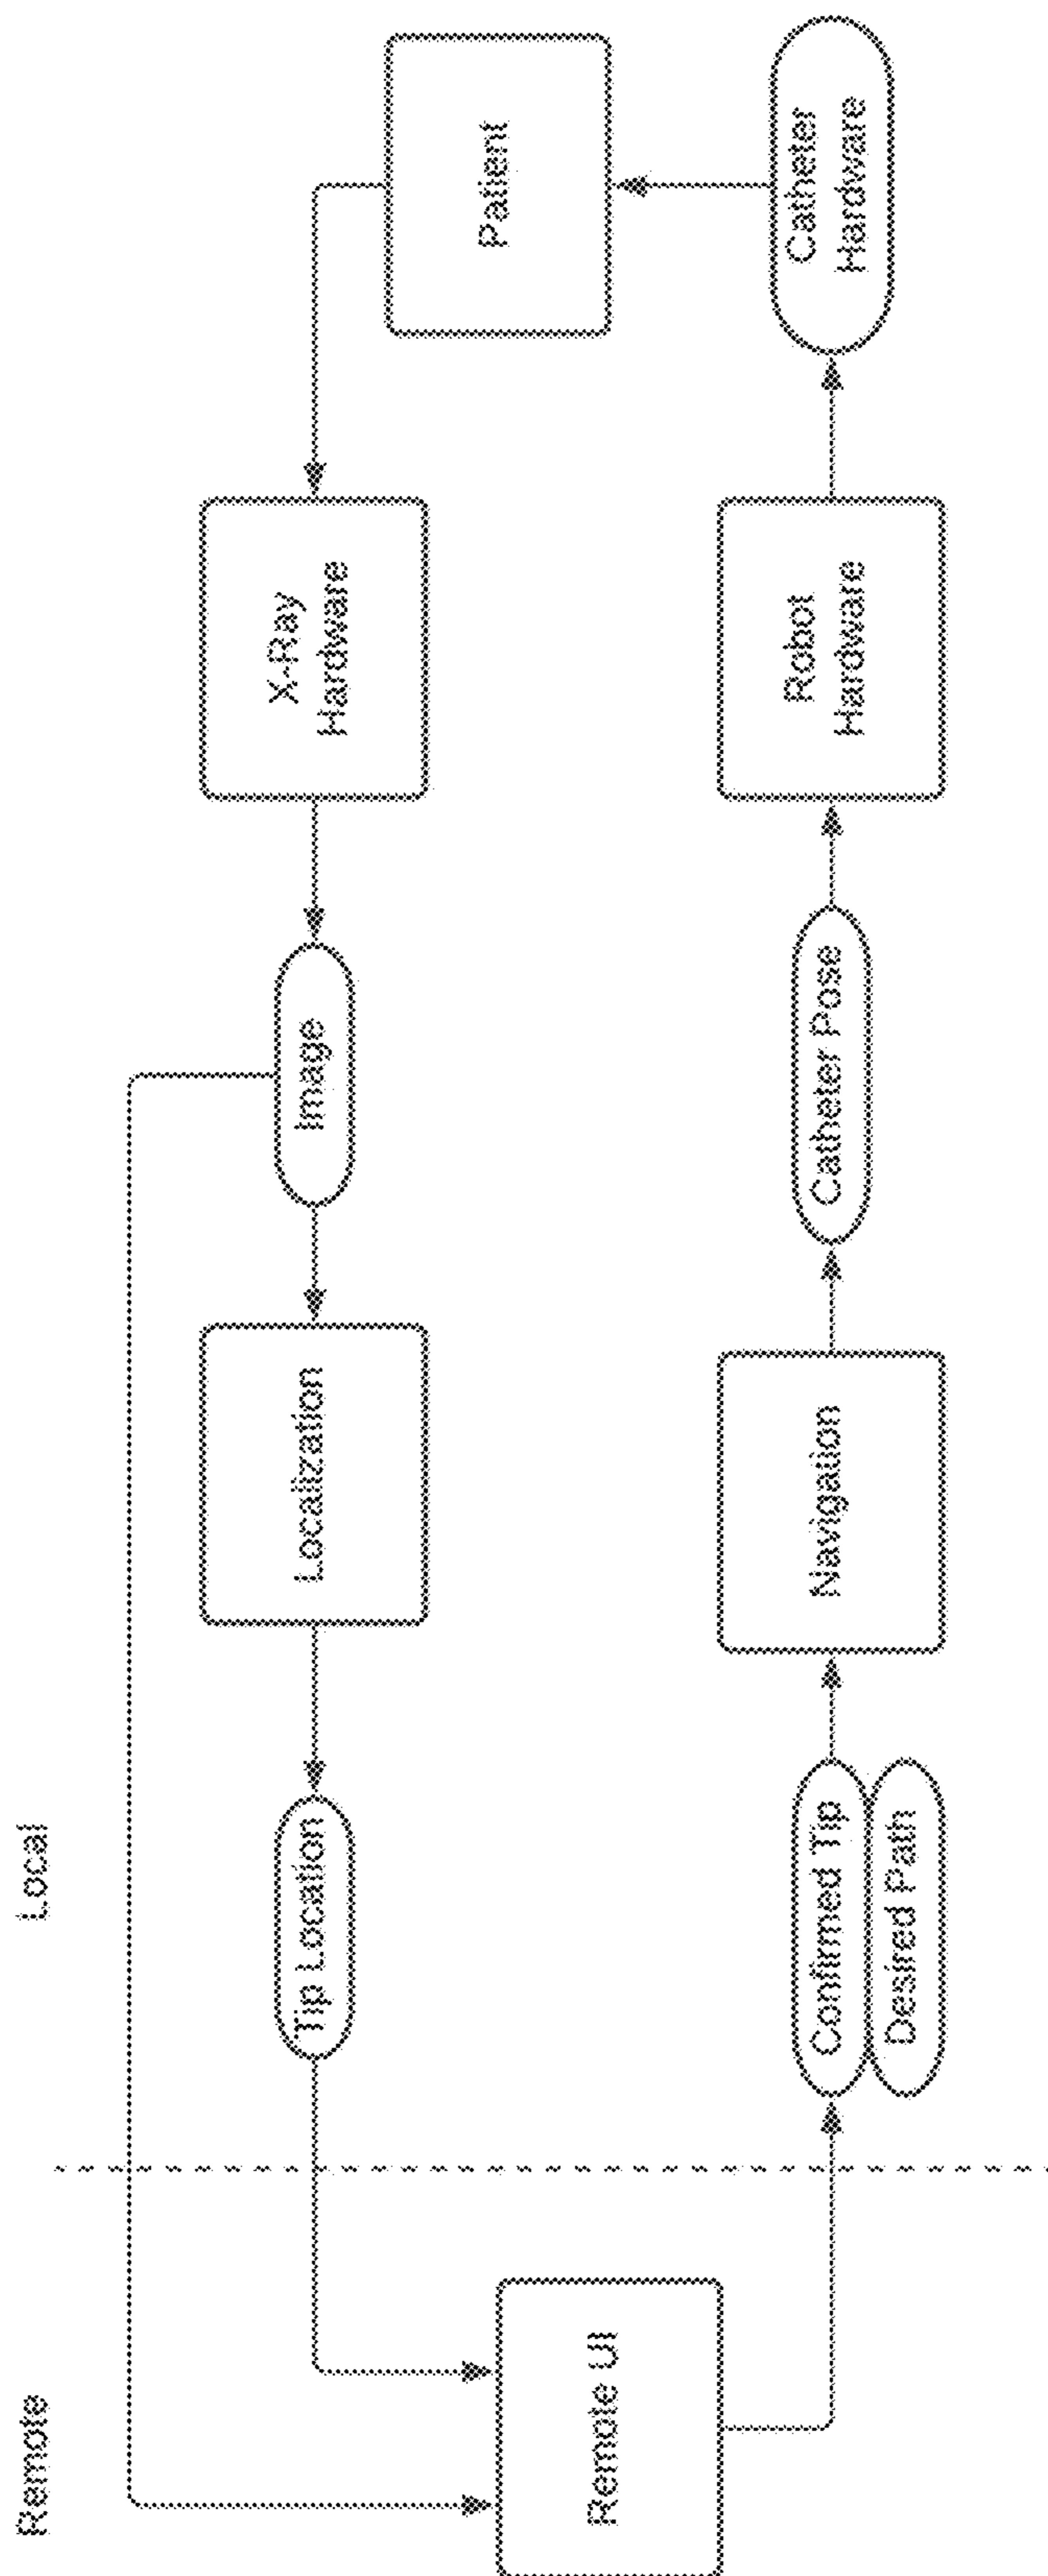 Remote
Local
Remote UI
Tip Location
Localization
Image
X-Ray
Hardware
Patient
Confirmed Tip
Desired Path
Navigation
Catheter Pose
Robot
Hardware
Catheter
Hardware